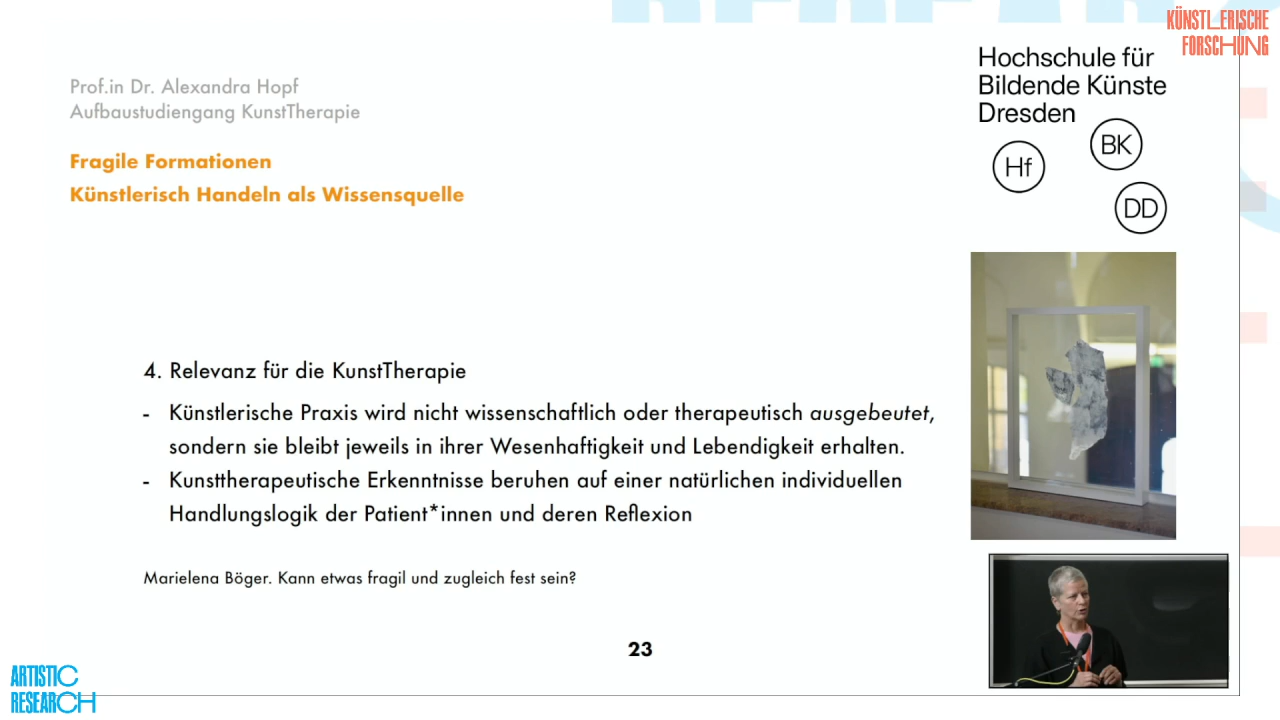 KÜNSTLERISCHE
FORSCHUNG
Hochschule für
Bildende Künste
Dresden
Hf
BK
DD
Prof.in Dr. Alexandra Hopf
Aufbaustudiengang KunstTherapie
Fragile Formationen
Künstlerisch Handeln als Wissensquelle
4. Relevanz für die KunstTherapie
- Künstlerische Praxis wird nicht wissenschaftlich oder therapeutisch ausgebeutet,
sondern sie bleibt jeweils in ihrer Wesenhaftigkeit und Lebendigkeit erhalten.
- Kunsttherapeutische Erkenntnisse beruhen auf einer natürlichen individuellen
Handlungslogik der Patient*innen und deren Reflexion
Marielena Böger. Kann etwas fragil und zugleich fest sein?
23
ARTISTIC
RESEARCH